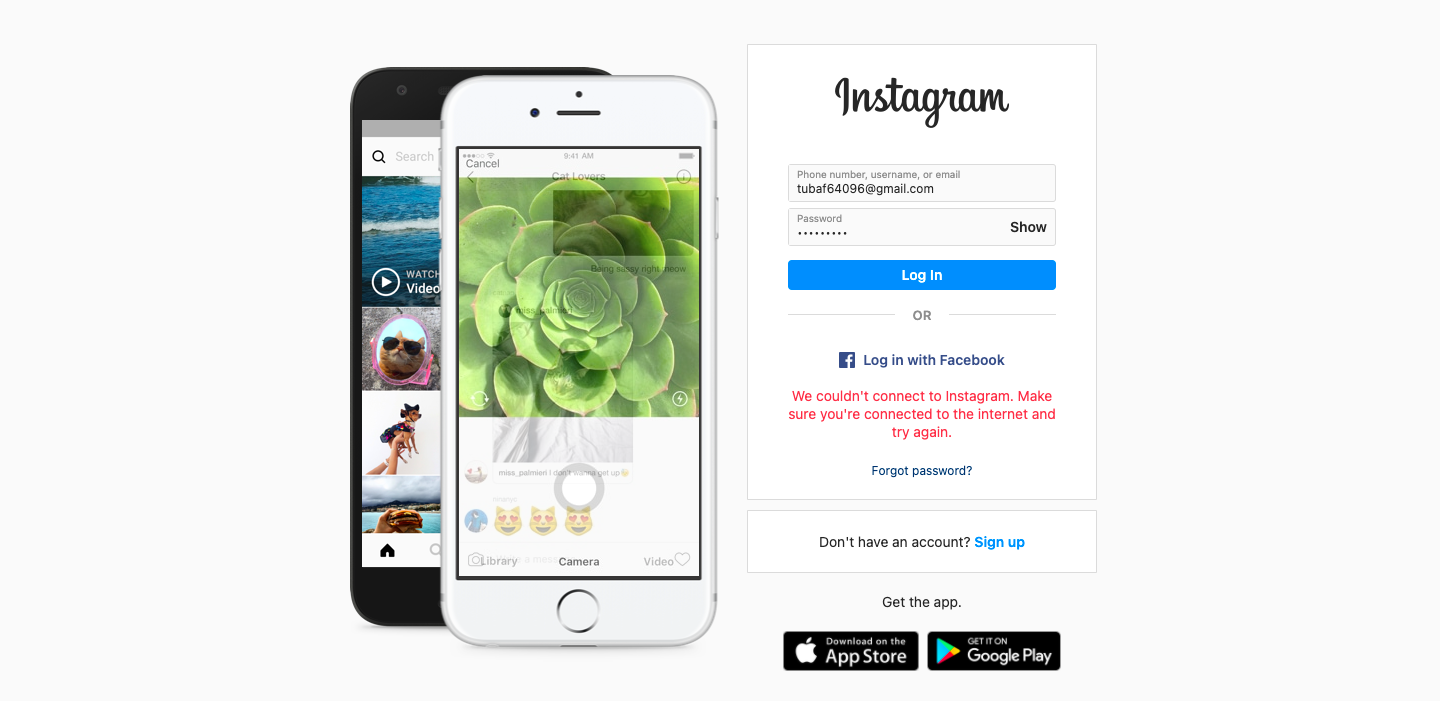 Search
WATCH
Video
9:41 AM
Cancel
Cat Lovers
Being sassy right meow
miss_palmieri
miss_palmieri I don't wanna get up
Library
Camera
Video
Instagram
Phone number, username, or email
tubaf64096@gmail.com
Password
•••••••••
Show
Log In
OR
Log in with Facebook
We couldn't connect to Instagram. Make
sure you're connected to the internet and
try again.
Forgot password?
Don't have an account? Sign up
Get the app.
Download on the
App Store
GET IT ON
Google Play